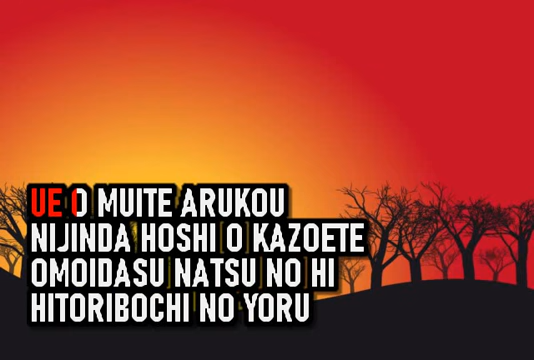 UE O MUITE ARUKOU
NIJINDA HOSHI O KAZOETE
OMOIDASU NATSU NO HI
HITORIBOCHI NO YORU